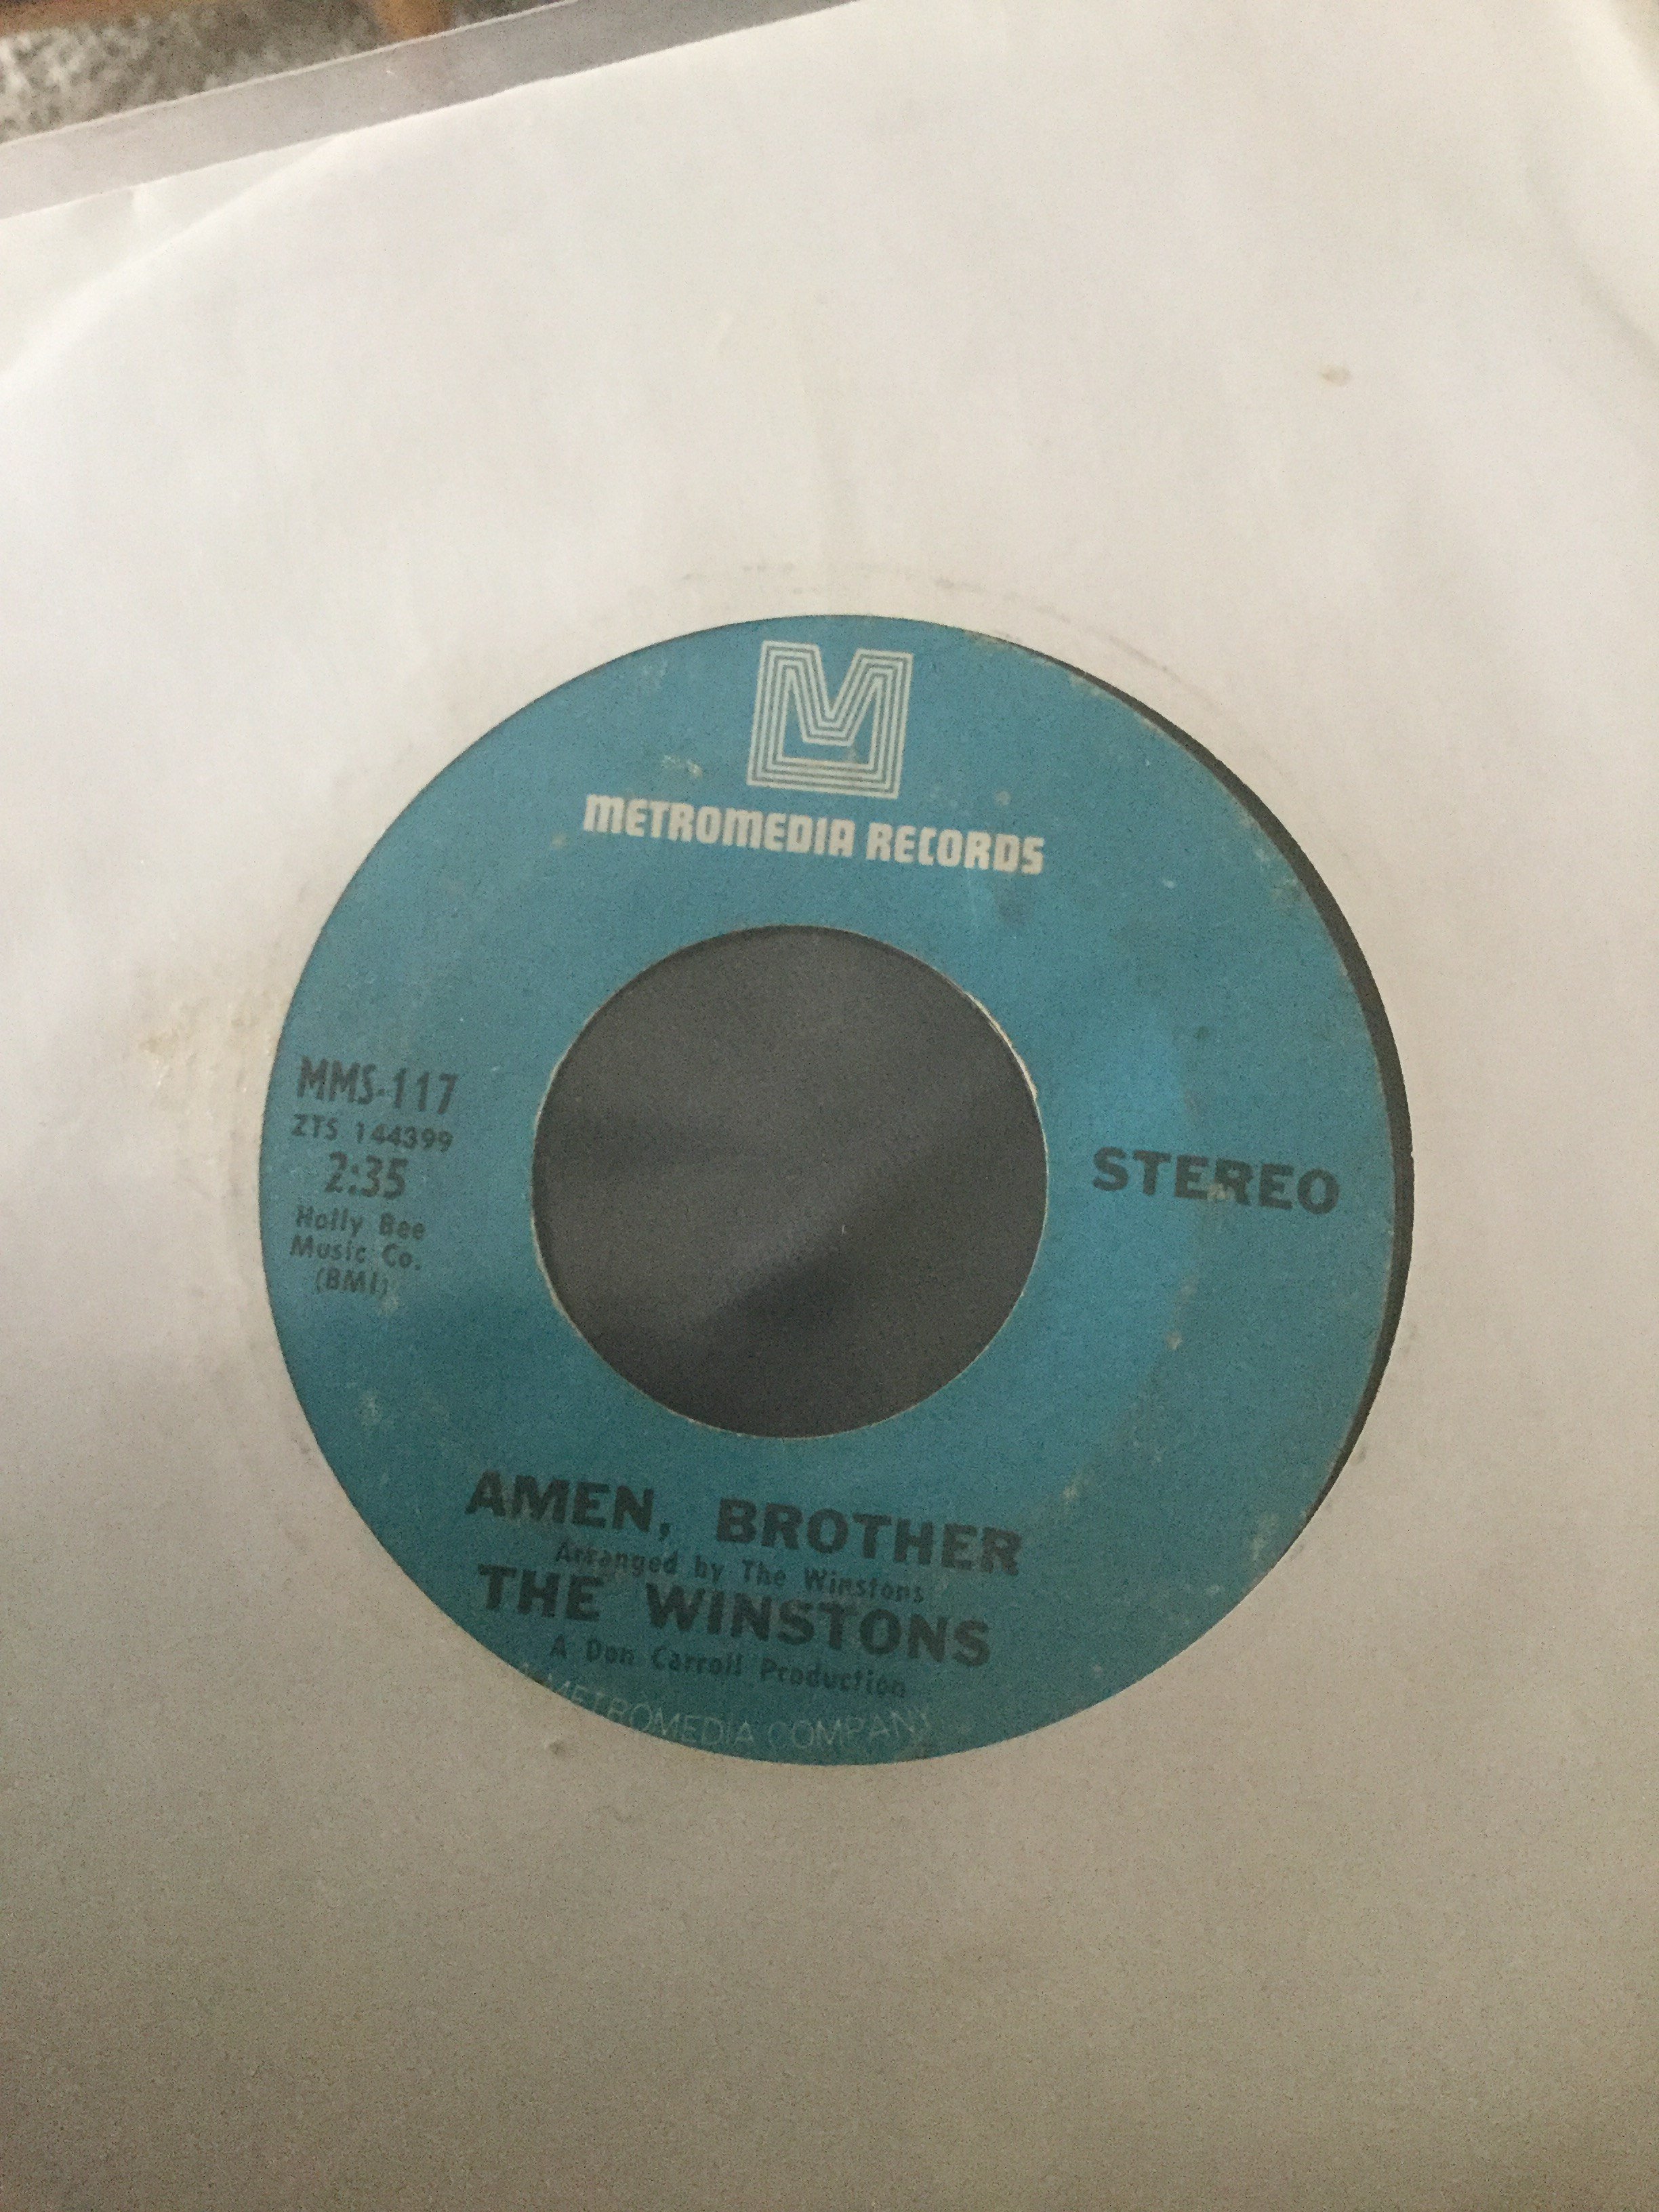 METROMEDIA RECORDS
MMS-117
ZTS 144399
2:35
Holly Bee
Music Co.
(BMI)
STEREO
AMEN, BROTHER
Arranged by The Winstons
THE WINSTONS
A Don Carroll Production
METROMEDIA COMPANY